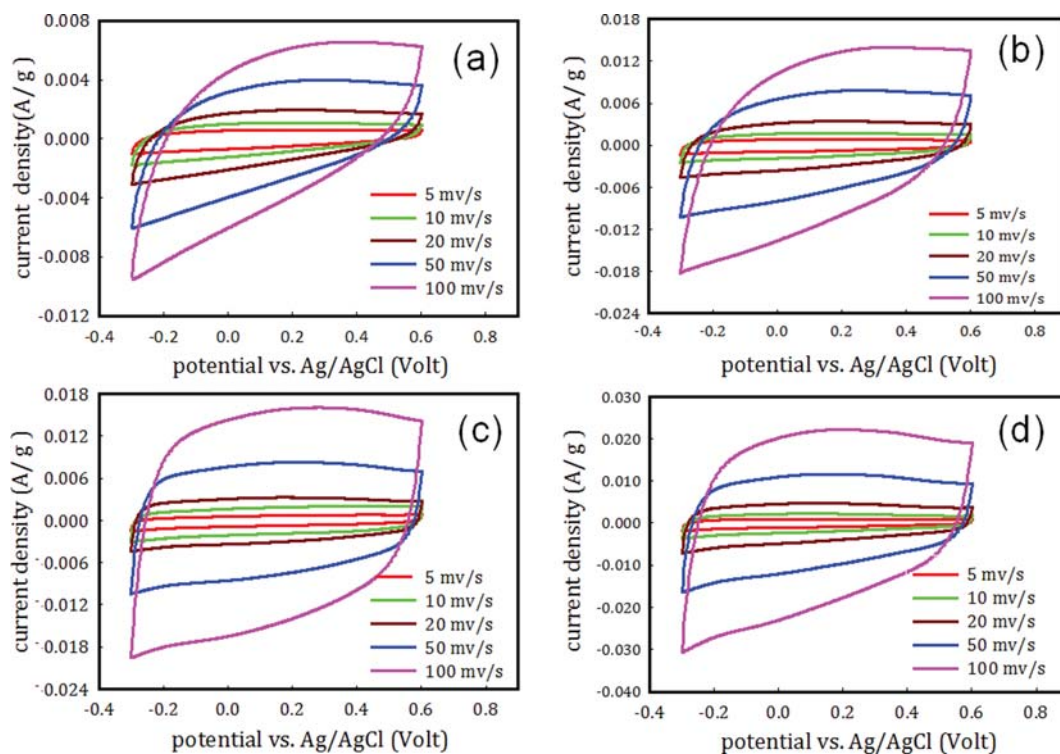 (a)
current density(A/ g)
0.008
0.004
0.000
-0.004
-0.008
-0.012
5 mv/s
10 mv/s
20 mv/s
50 mv/s
100 mv/s
-0.4 -0.2 0.0 0.2 0.4 0.6 0.8
potential vs. Ag/AgCl (Volt)
(b)
current density(A/ g)
0.018
0.012
0.006
0.000
-0.006
-0.012
-0.018
-0.024
5 mv/s
10 mv/s
20 mv/s
50 mv/s
100 mv/s
-0.4 -0.2 0.0 0.2 0.4 0.6 0.8
potential vs. Ag/AgCl (Volt)
(c)
current density (A/ g)
0.018
0.012
0.006
0.000
-0.006
-0.012
-0.018
-0.024
5 mv/s
10 mv/s
20 mv/s
50 mv/s
100 mv/s
-0.4 -0.2 0.0 0.2 0.4 0.6 0.8
potential vs. Ag/AgCl (Volt)
(d)
current density (A/ g)
0.030
0.020
0.010
0.000
-0.010
-0.020
-0.030
-0.040
5 mv/s
10 mv/s
20 mv/s
50 mv/s
100 mv/s
-0.4 -0.2 0.0 0.2 0.4 0.6 0.8
potential vs. Ag/AgCl (Volt)